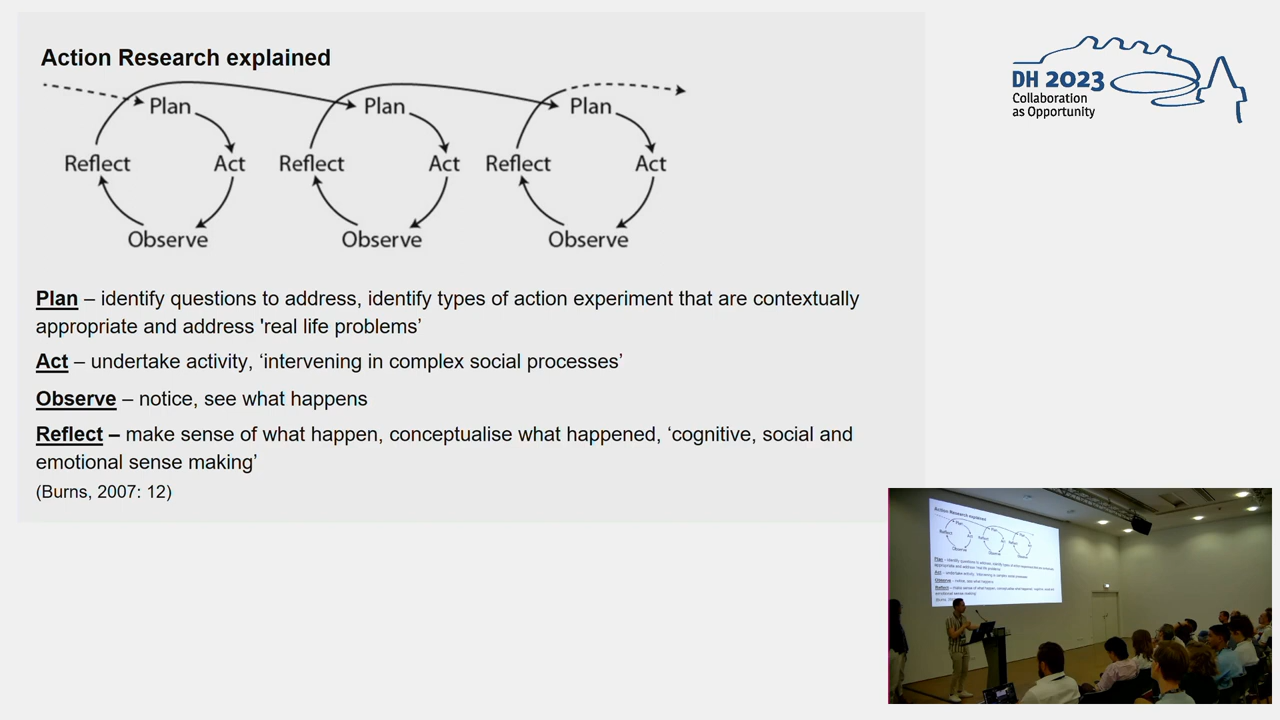 Action Research explained
Plan Plan Plan
Reflect Act Reflect Act Reflect Act
Observe Observe Observe
Plan – identify questions to address, identify types of action experiment that are contextually
appropriate and address 'real life problems’
Act – undertake activity, ‘intervening in complex social processes’
Observe – notice, see what happens
Reflect – make sense of what happen, conceptualise what happened, ‘cognitive, social and
emotional sense making’
(Burns, 2007: 12)
DH 2023
Collaboration
as Opportunity